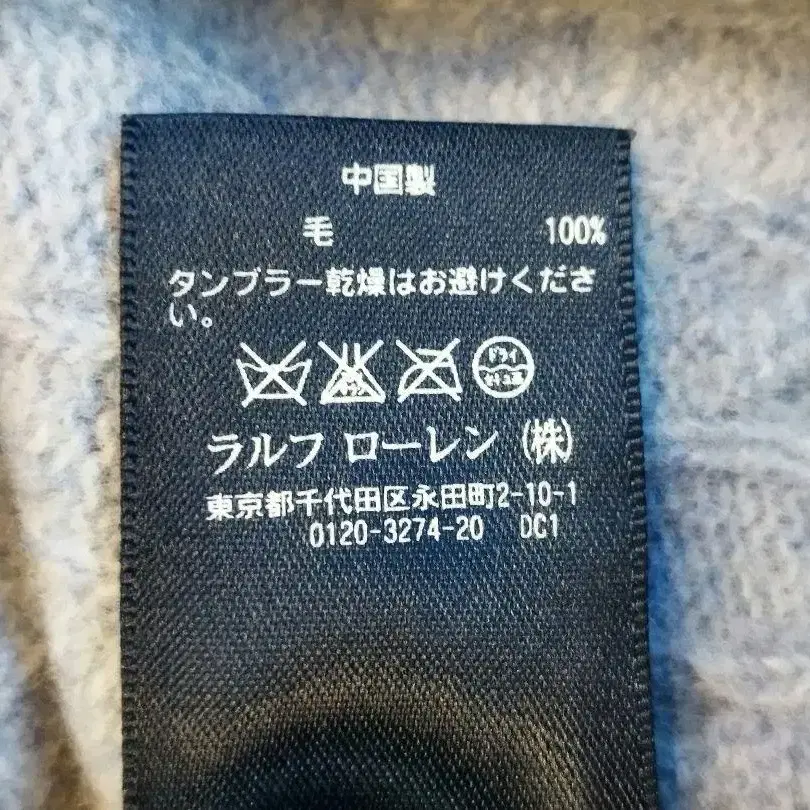 中国製
毛 100%
タンブラー乾燥はお避けくださ
い。
ドライ
ラルフ ローレン (株)
東京都千代田区永田町2-10-1
0120-3274-20 DC1